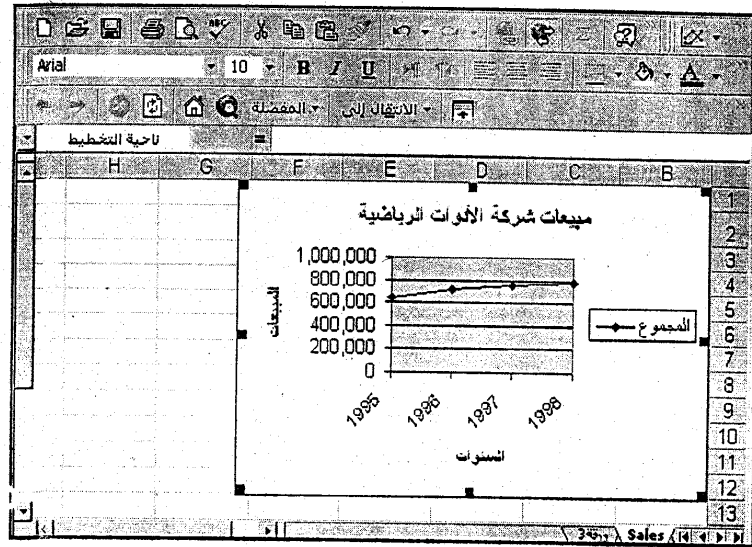 Arial 10 B I U A
المفضلة الانتقال إلى
ناحية التخطيط =
H G F E D C B
1
2
3
4
5
6
7
8
9
10
11
12
13
مبيعات شركة الأدوات الرياضية
1,000,000
800,000
600,000
400,000
200,000
0
المبيعات
المجموع
1995 1996 1997 1998
السنوات
Sales ورقة3